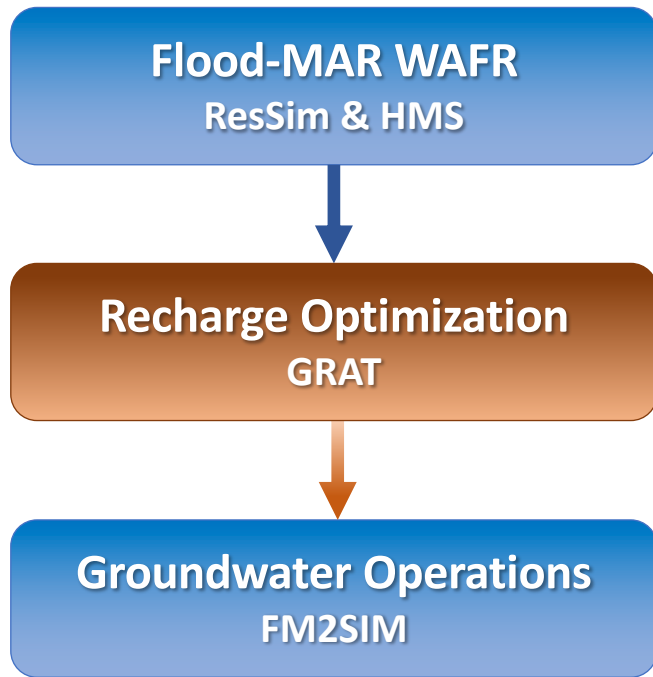 Flood-MAR WAFR
ResSim & HMS
Recharge Optimization
GRAT
Groundwater Operations
FM2SIM